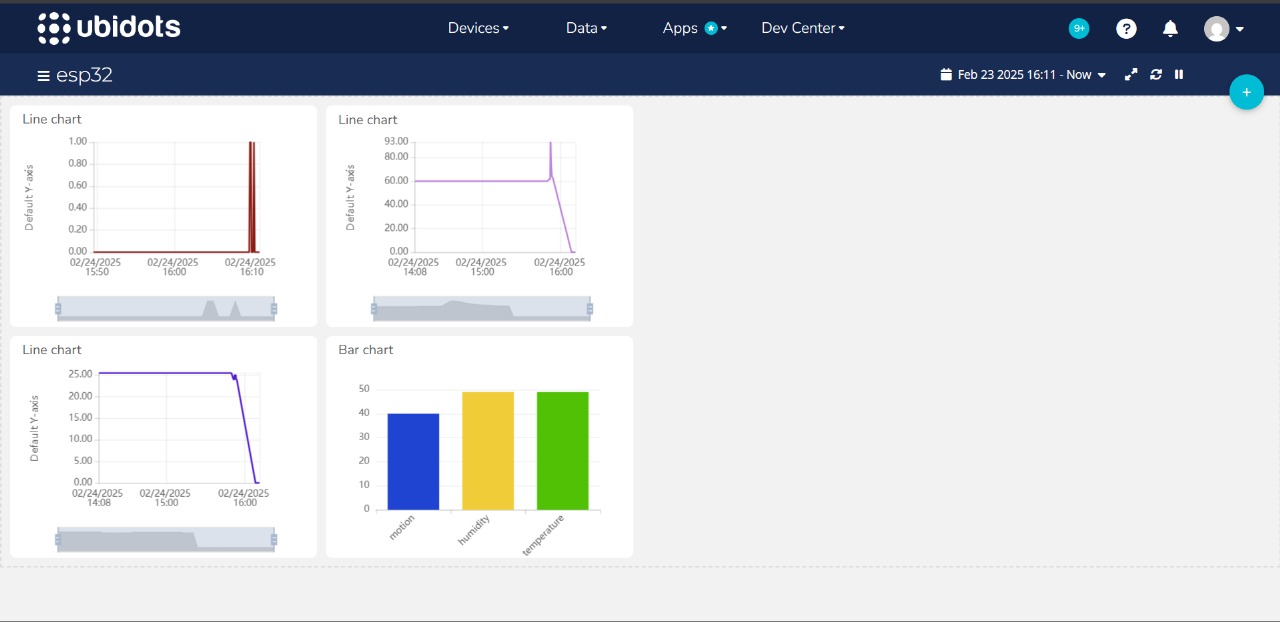 ubidots
Devices Data Apps Dev Center 9+ ?
esp32 Feb 23 2025 16:11 - Now
+
Line chart
Default Y-axis
1.00
0.80
0.60
0.40
0.20
0.00
02/24/2025 02/24/2025 02/24/2025
15:50 16:00 16:10
Line chart
Default Y-axis
93.00
80.00
60.00
40.00
20.00
0.00
02/24/2025 02/24/2025 02/24/2025
14:08 15:00 16:00
Line chart
Default Y-axis
25.00
20.00
15.00
10.00
5.00
0.00
02/24/2025 02/24/2025 02/24/2025
14:08 15:00 16:00
Bar chart
50
40
30
20
10
0
motion humidity temperature